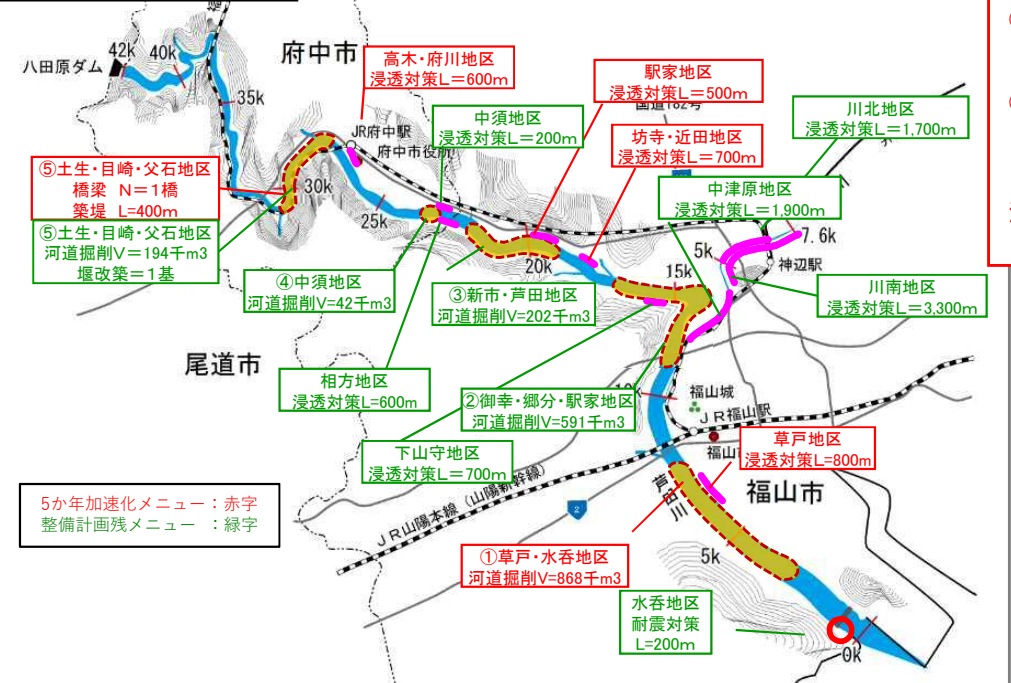 42k
40k
八田原ダム
府中市
35k
高木・府川地区
浸透対策L=600m
駅家地区
浸透対策L=500m
川北地区
浸透対策L=1,700m
中須地区
浸透対策L=200m
JR府中駅
府中市役所
坊寺・近田地区
浸透対策L=700m
⑤土生・目崎・父石地区
橋梁 N=1橋
築堤 L=400m
30k
25k
中津原地区
浸透対策L=1,900m
7.6k
5k
神辺駅
⑤土生・目崎・父石地区
河道掘削V=194千m3
堰改築=1基
20k
15k
④中須地区
河道掘削V=42千m3
③新市・芦田地区
河道掘削V=202千m3
川南地区
浸透対策L=3,300m
尾道市
相方地区
浸透対策L=600m
②御幸・郷分・駅家地区
河道掘削V=591千m3
福山城
JR福山駅
下山守地区
浸透対策L=700m
草戸地区
浸透対策L=800m
福山市
芦田川
JR山陽本線(山陽新幹線)
2
5か年加速化メニュー:赤字
整備計画残メニュー :緑字
①草戸・水呑地区
河道掘削V=868千m3
5k
水呑地区
耐震対策
L=200m
0k